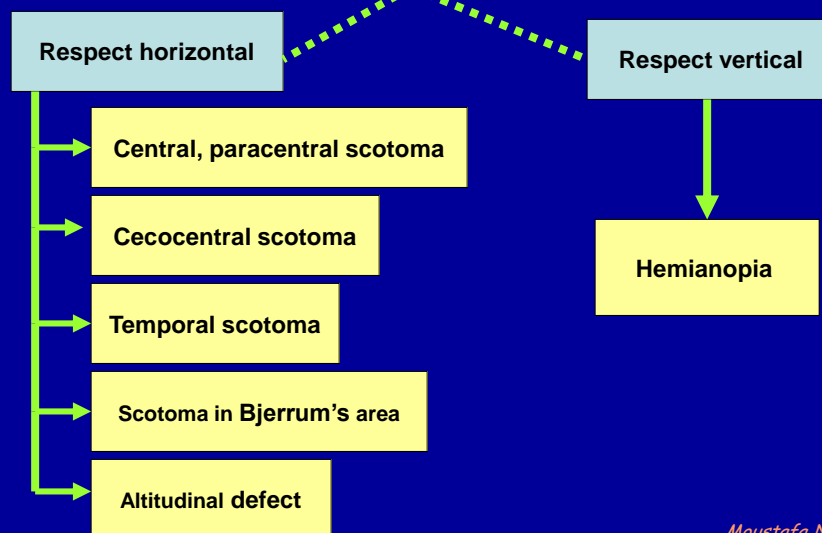 Respect horizontal
Respect vertical
Central, paracentral scotoma
Cecocentral scotoma
Hemianopia
Temporal scotoma
Scotoma in Bjerrum's area
Altitudinal defect